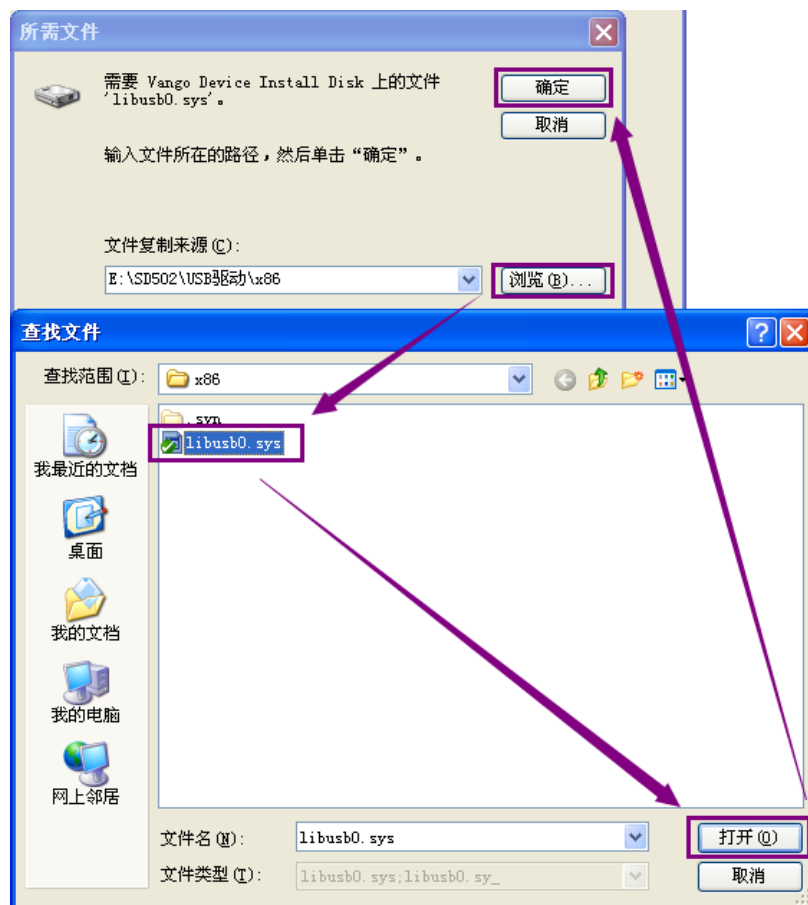 所需文件
需要 Vango Device Install Disk 上的文件
'libusb0.sys'。
确定
取消
输入文件所在的路径，然后单击“确定”。
文件复制来源(C):
E:\SD502\USB驱动\x86
浏览(B)...
查找文件
查找范围(I):
x86
.syn
libusb0.sys
我最近的文档
桌面
我的文档
我的电脑
网上邻居
文件名(N):
libusb0.sys
打开(O)
文件类型(T):
libusb0.sys;libusb0.sy_
取消